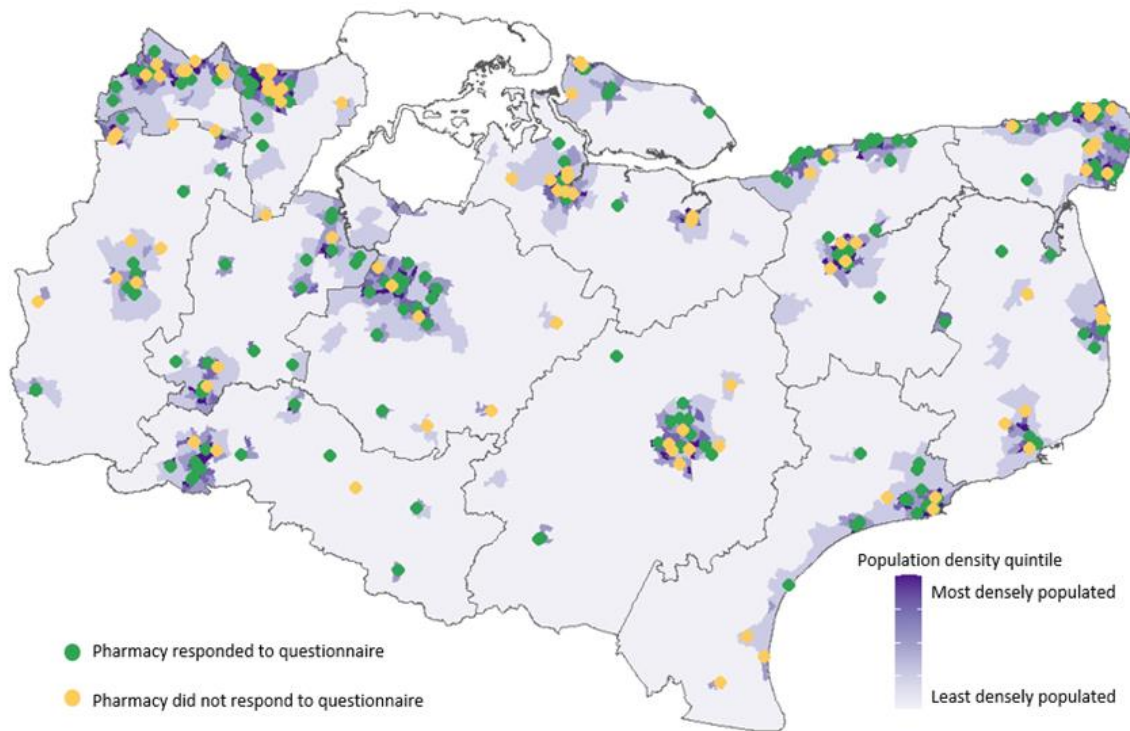 Population density quintile
Most densely populated
Least densely populated
Pharmacy responded to questionnaire
Pharmacy did not respond to questionnaire